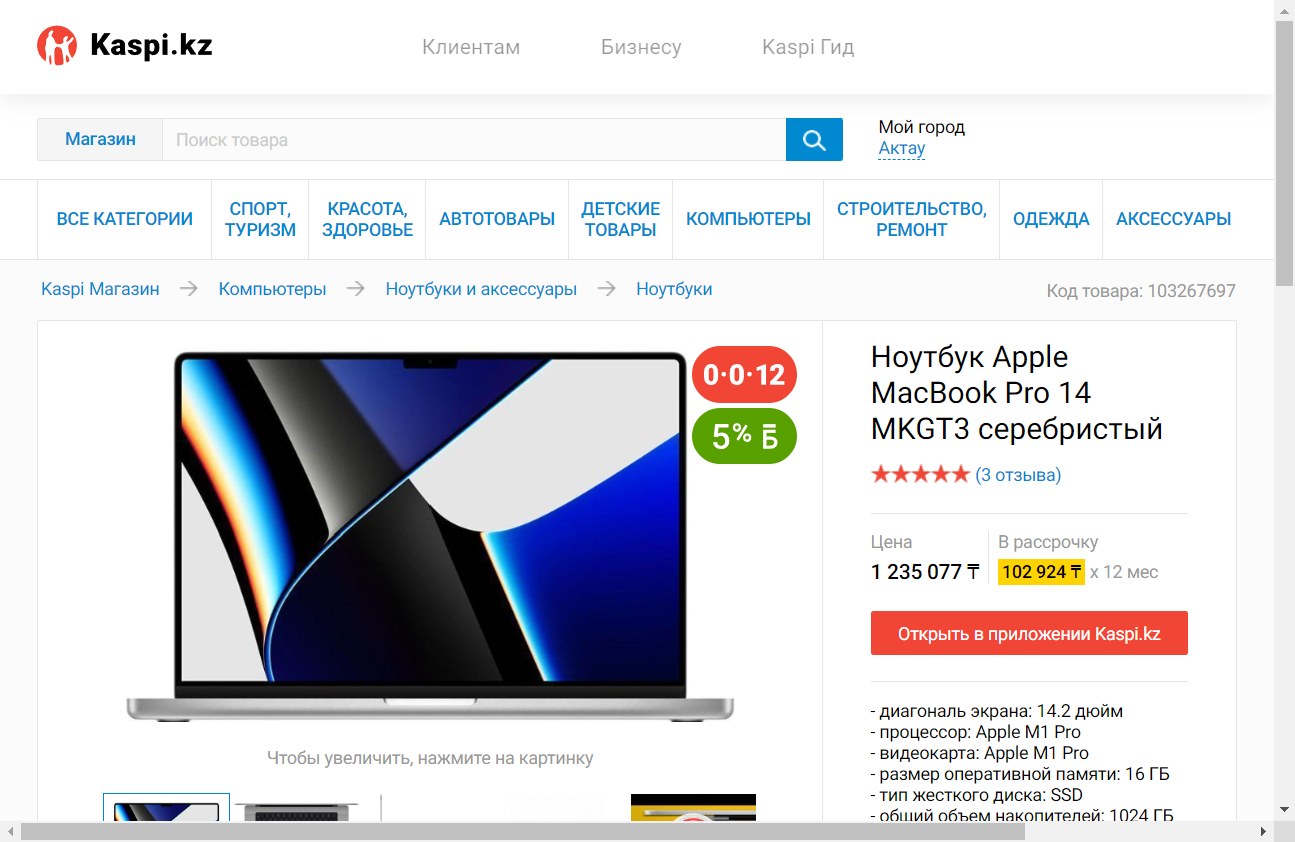 Kaspi.kz
Клиентам
Бизнесу
Kaspi Гид
Магазин
Поиск товара
Мой город
Актау
ВСЕ КАТЕГОРИИ
СПОРТ,
ТУРИЗМ
КРАСОТА,
ЗДОРОВЬЕ
АВТОТОВАРЫ
ДЕТСКИЕ
ТОВАРЫ
КОМПЬЮТЕРЫ
СТРОИТЕЛЬСТВО,
РЕМОНТ
ОДЕЖДА
АКСЕССУАРЫ
Kaspi Магазин → Компьютеры → Ноутбуки и аксессуары → Ноутбуки
Код товара: 103267697
0·0·12
5% Б
Чтобы увеличить, нажмите на картинку
Ноутбук Apple
MacBook Pro 14
MKGT3 серебристый
(3 отзыва)
Цена
1 235 077 ₸
В рассрочку
102 924 ₸ x 12 мес
Открыть в приложении Kaspi.kz
- диагональ экрана: 14.2 дюйм
- процессор: Apple M1 Pro
- видеокарта: Apple M1 Pro
- размер оперативной памяти: 16 ГБ
- тип жесткого диска: SSD
- общий объем накопителей: 1024 ГБ